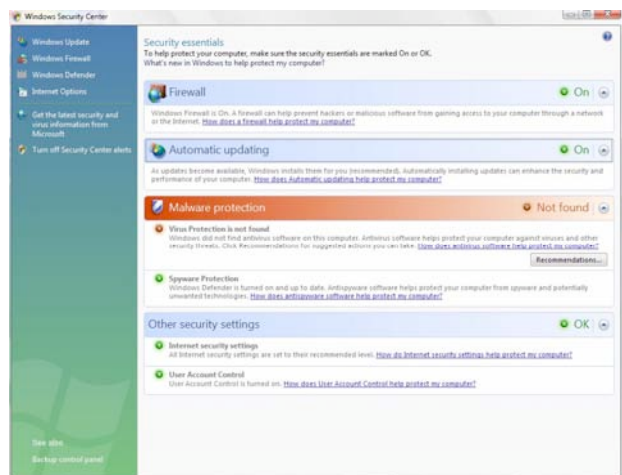 Windows Security Center
Windows Update
Windows Firewall
Windows Defender
Internet Options
Get the latest security and
virus information from
Microsoft
Turn off Security Center alerts
Security essentials
To help protect your computer, make sure the security essentials are marked On or OK.
What's new in Windows to help protect my computer?
Firewall
On
Windows Firewall is On. A firewall can help prevent hackers or malicious software from gaining access to your computer through a network
or the Internet. How does a firewall help protect my computer?
Automatic updating
On
As updates become available, Windows installs them for you (recommended). Automatically installing updates can enhance the security and
performance of your computer. How does Automatic updating help protect my computer?
Malware protection
Not found
Virus Protection is not found
Windows did not find antivirus software on this computer. Antivirus software helps protect your computer against viruses and other
security threats. Click Recommendations for suggested actions you can take. How does antivirus software help protect my computer?
Recommendations...
Spyware Protection
Windows Defender is turned on and up to date. Antispyware software helps protect your computer from spyware and potentially
unwanted technologies. How does antispyware software help protect my computer?
Other security settings
OK
Internet security settings
All Internet security settings are set to their recommended level. How do Internet security settings help protect my computer?
User Account Control
User Account Control is turned on. How does User Account Control help protect my computer?
See also
Backup control panel